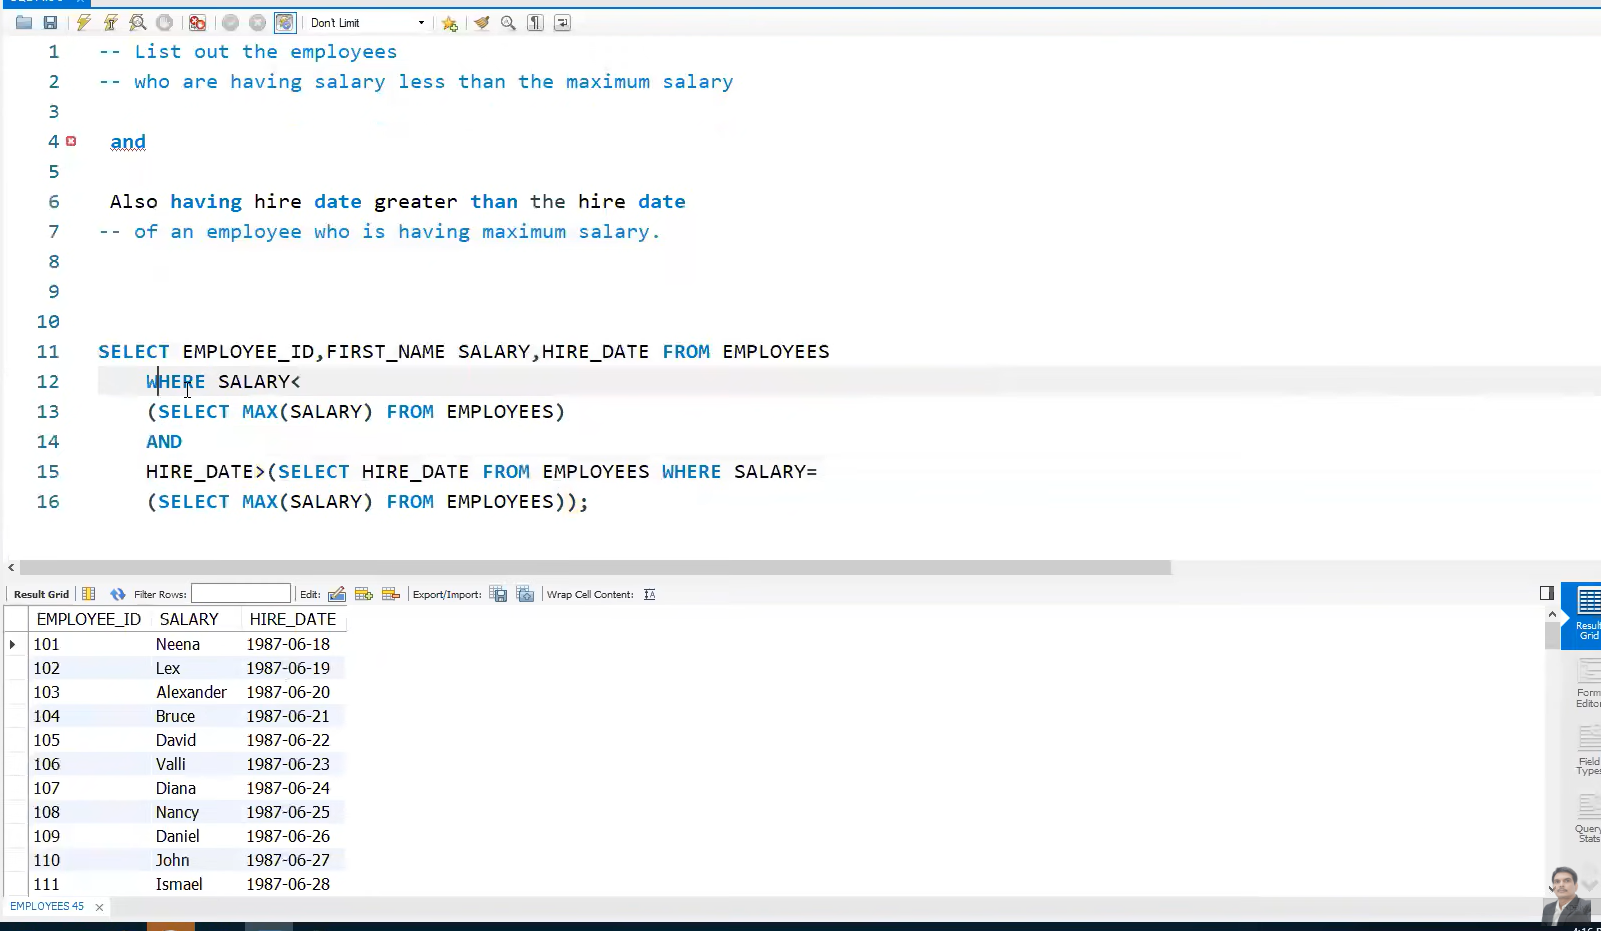 Don't Limit
1 -- List out the employees
2 -- who are having salary less than the maximum salary
3
4 and
5
6 Also having hire date greater than the hire date
7 -- of an employee who is having maximum salary.
8
9
10
11 SELECT EMPLOYEE_ID,FIRST_NAME SALARY,HIRE_DATE FROM EMPLOYEES
12 WHERE SALARY<
13 (SELECT MAX(SALARY) FROM EMPLOYEES)
14 AND
15 HIRE_DATE>(SELECT HIRE_DATE FROM EMPLOYEES WHERE SALARY=
16 (SELECT MAX(SALARY) FROM EMPLOYEES));
Result Grid Filter Rows: Edit: Export/Import: Wrap Cell Content:
EMPLOYEE_ID SALARY HIRE_DATE
101 Neena 1987-06-18
102 Lex 1987-06-19
103 Alexander 1987-06-20
104 Bruce 1987-06-21
105 David 1987-06-22
106 Valli 1987-06-23
107 Diana 1987-06-24
108 Nancy 1987-06-25
109 Daniel 1987-06-26
110 John 1987-06-27
111 Ismael 1987-06-28
Result
Grid
Form
Editor
Field
Types
Query
Stats
EMPLOYEES 45